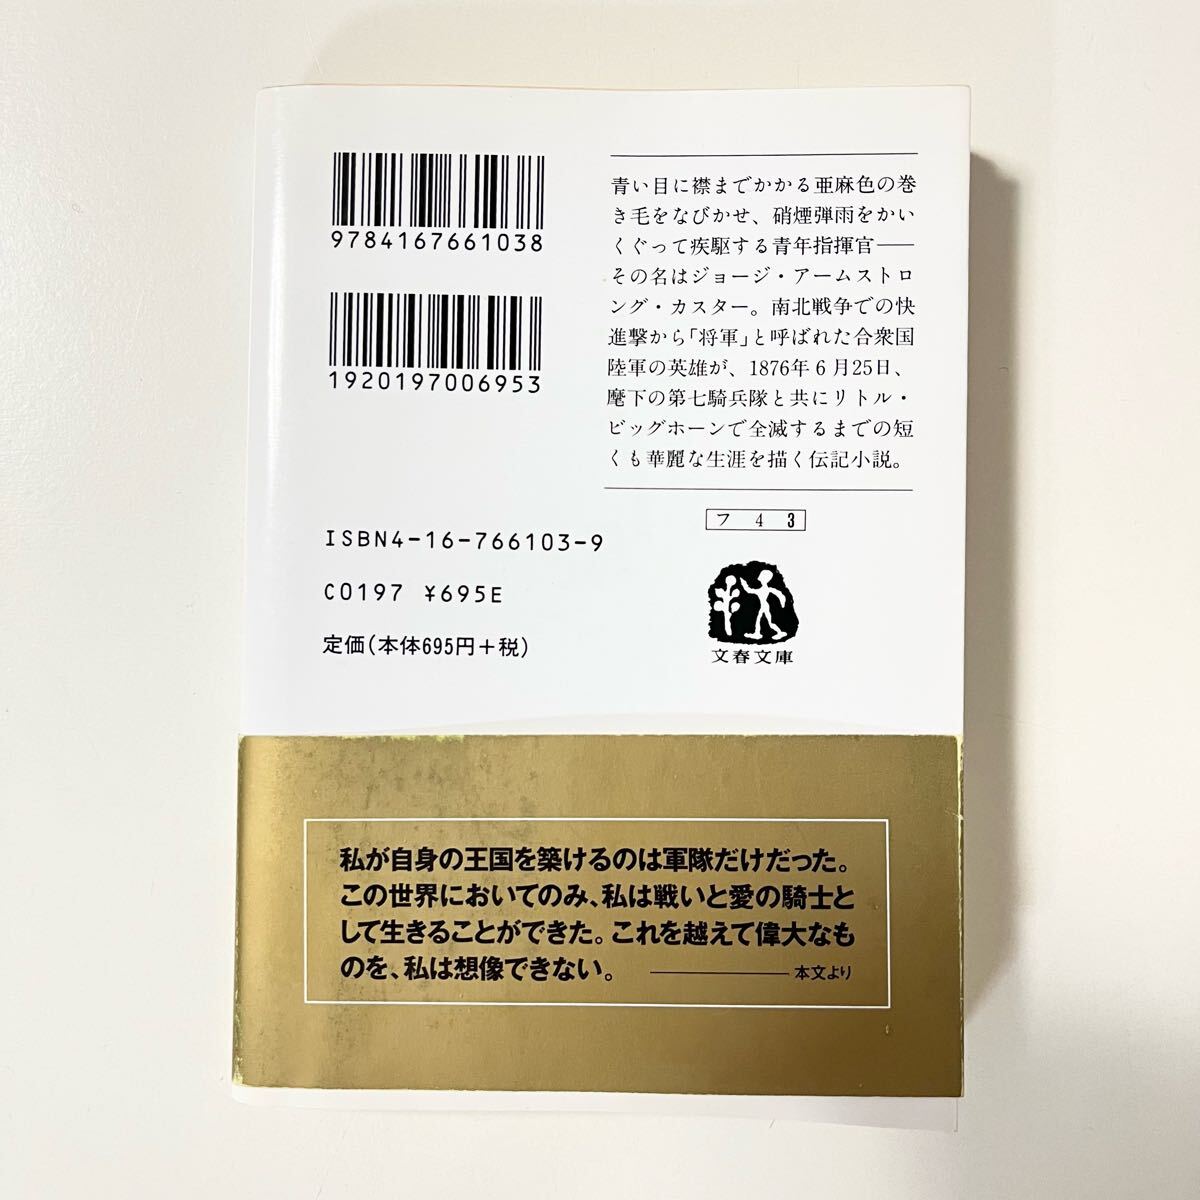 9784167661038
1920197006953
青い目に襟までかかる亜麻色の巻
き毛をなびかせ、硝煙弾雨をかい
くぐって疾駆する青年指揮官――
その名はジョージ・アームストロ
ング・カスター。南北戦争での快
進撃から「将軍」と呼ばれた合衆国
陸軍の英雄が、1876年6月25日、
麾下の第七騎兵隊と共にリトル・
ビッグホーンで全滅するまでの短
くも華麗な生涯を描く伝記小説。
フ 4 3
文春文庫
ISBN4-16-766103-9
C0197 ¥695E
定価(本体695円+税)
私が自身の王国を築けるのは軍隊だけだった。
この世界においてのみ、私は戦いと愛の騎士と
して生きることができた。これを越えて偉大なも
のを、私は想像できない。 ――本文より